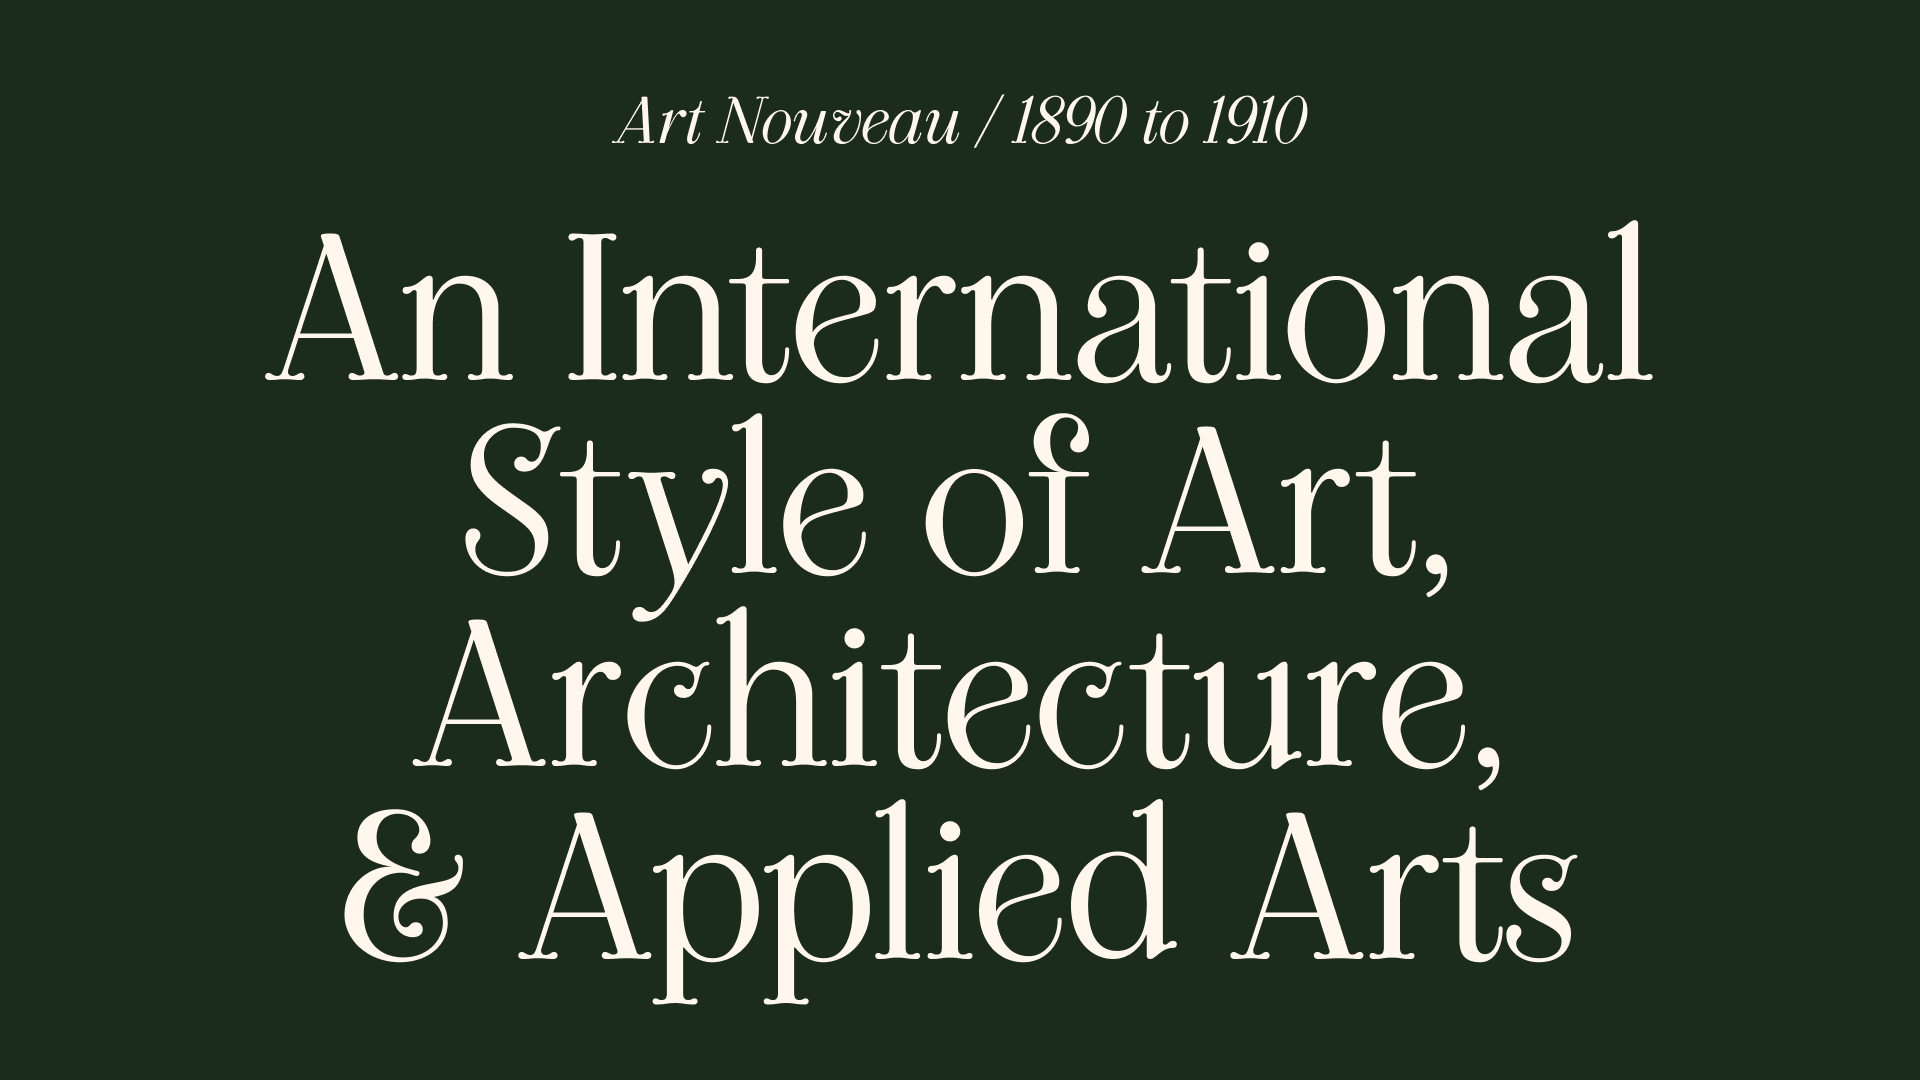 Art Nouveau / 1890 to 1910
An International
Style of Art,
Architecture,
& Applied Arts